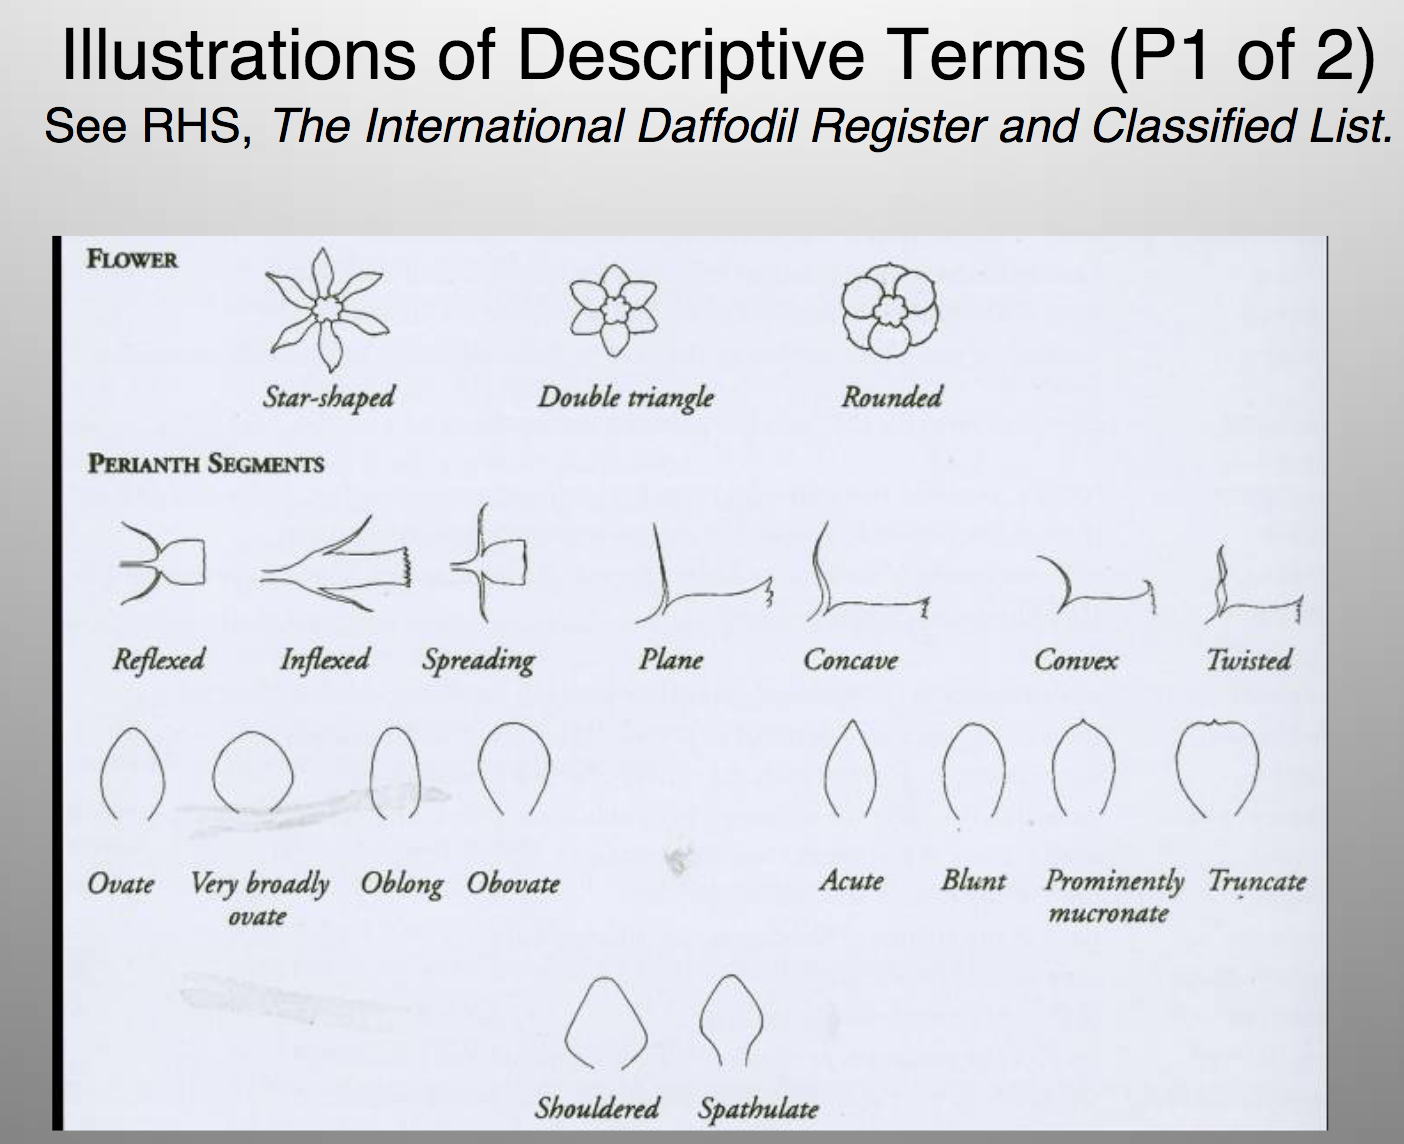 Illustrations of Descriptive Terms (P1 of 2)
See RHS, The International Daffodil Register and Classified List.
FLOWER
Star-shaped Double triangle Rounded
PERIANTH SEGMENTS
Reflexed Inflexed Spreading Plane Concave Convex Twisted
Ovate Very broadly Oblong Obovate Acute Blunt Prominently Truncate
ovate mucronate
Shouldered Spathulate